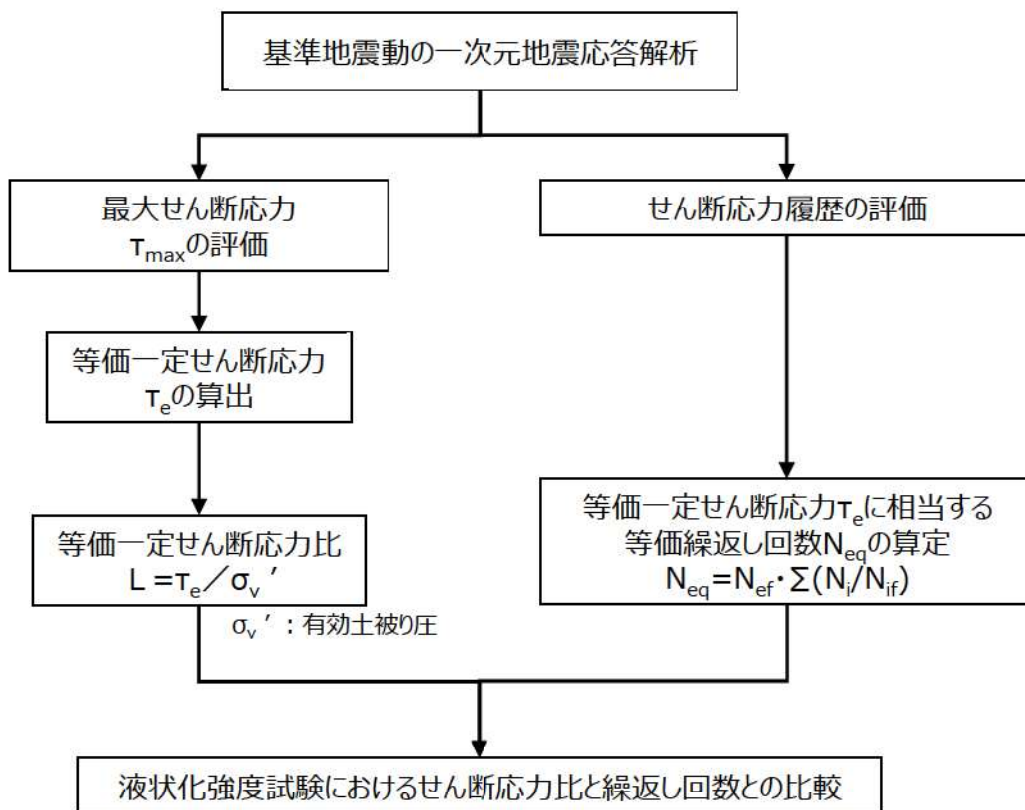 基準地震動の一次元地震応答解析
最大せん断応力
τmaxの評価
せん断応力履歴の評価
等価一定せん断応力
τeの算出
等価一定せん断応力比
L =τe／σv′
σv′：有効土被り圧
等価一定せん断応力τeに相当する
等価繰返し回数Neqの算定
Neq=Nef・Σ(Ni/Nif)
液状化強度試験におけるせん断応力比と繰返し回数との比較